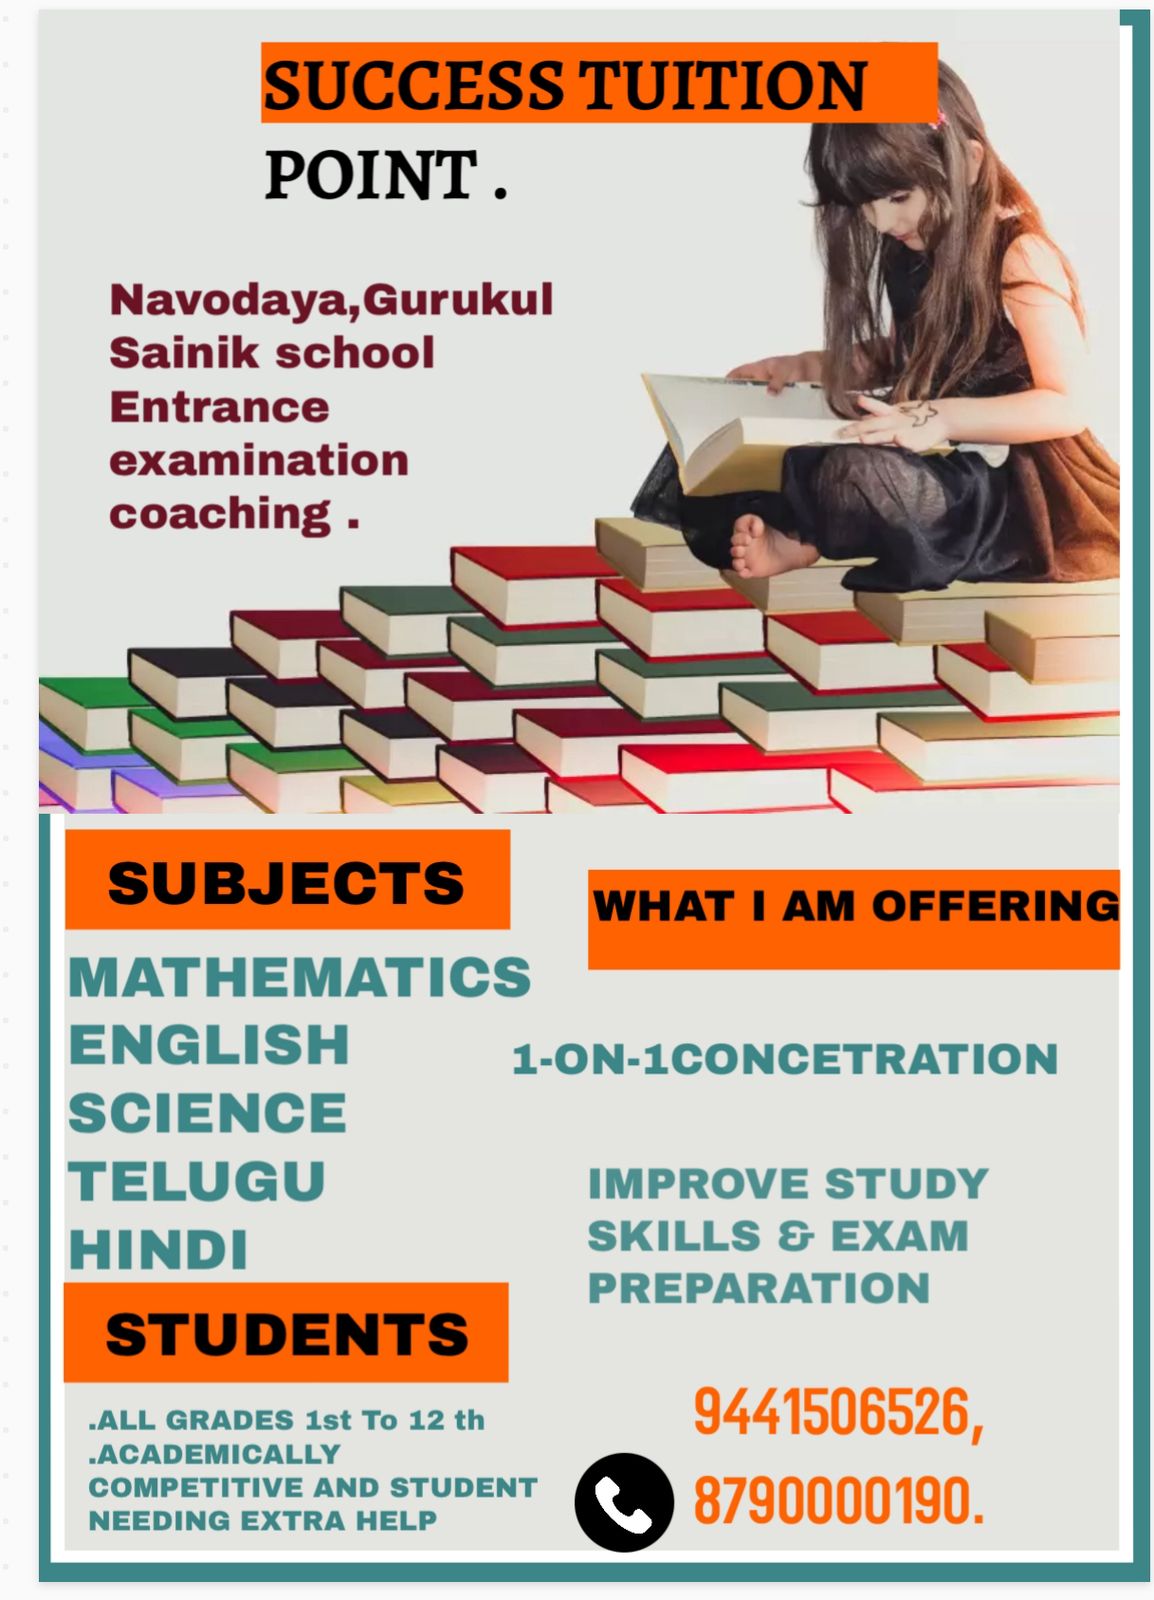 SUCCESS TUITION
POINT .
Navodaya,Gurukul
Sainik school
Entrance
examination
coaching .
SUBJECTS
MATHEMATICS
ENGLISH
SCIENCE
TELUGU
HINDI
STUDENTS
.ALL GRADES 1st To 12 th
.ACADEMICALLY
COMPETITIVE AND STUDENT
NEEDING EXTRA HELP
WHAT I AM OFFERING
1-ON-1CONCETRATION
IMPROVE STUDY
SKILLS & EXAM
PREPARATION
9441506526,
8790000190.